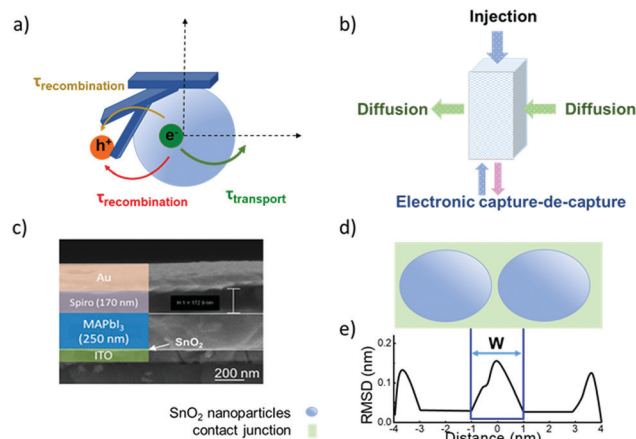 a)
τrecombination
h⁺
e⁻
τrecombination
τtransport
b)
Injection
Diffusion
Diffusion
Electronic capture-de-capture
c)
Au
Spiro (170 nm)
MAPbI₃
(250 nm)
SnO₂
ITO
200 nm
SnO₂ nanoparticles
contact junction
d)
e)
W
RMSD (nm)
0.2
0.1
0.0
-4 -3 -2 -1 0 1 2 3 4
Distance (nm)